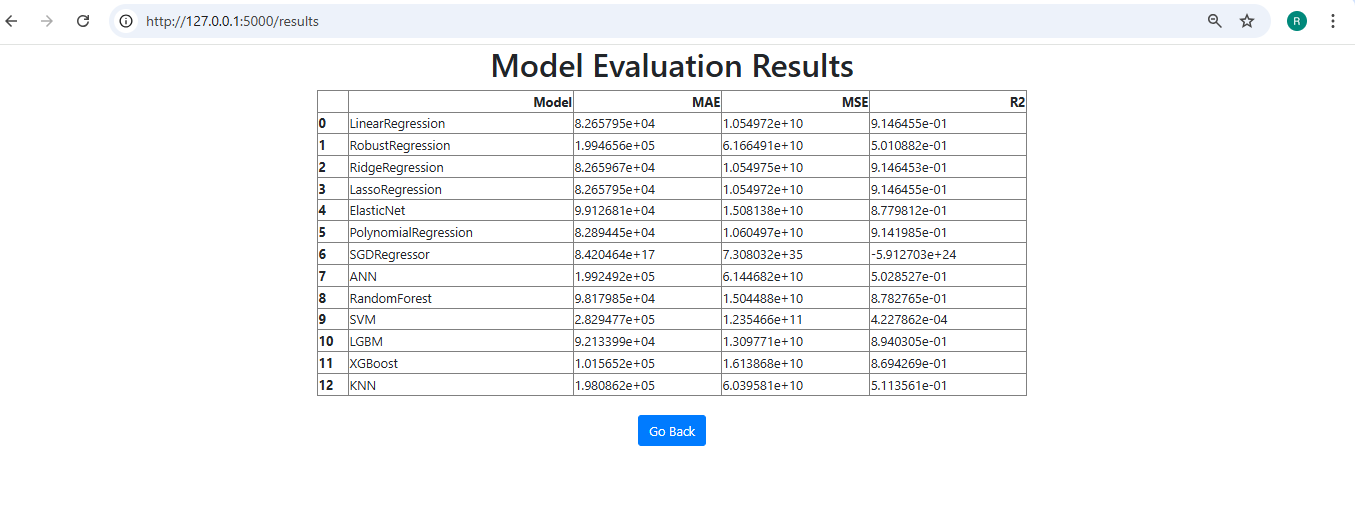 http://127.0.0.1:5000/results
R
Model Evaluation Results
Model MAE MSE R2
0 LinearRegression 8.265795e+04 1.054972e+10 9.146455e-01
1 RobustRegression 1.994656e+05 6.166491e+10 5.010882e-01
2 RidgeRegression 8.265967e+04 1.054975e+10 9.146453e-01
3 LassoRegression 8.265795e+04 1.054972e+10 9.146455e-01
4 ElasticNet 9.912681e+04 1.508138e+10 8.779812e-01
5 PolynomialRegression 8.289445e+04 1.060497e+10 9.141985e-01
6 SGDRegressor 8.420464e+17 7.308032e+35 -5.912703e+24
7 ANN 1.992492e+05 6.144682e+10 5.028527e-01
8 RandomForest 9.817985e+04 1.504488e+10 8.782765e-01
9 SVM 2.829477e+05 1.235466e+11 4.227862e-04
10 LGBM 9.213399e+04 1.309771e+10 8.940305e-01
11 XGBoost 1.015652e+05 1.613868e+10 8.694269e-01
12 KNN 1.980862e+05 6.039581e+10 5.113561e-01
Go Back